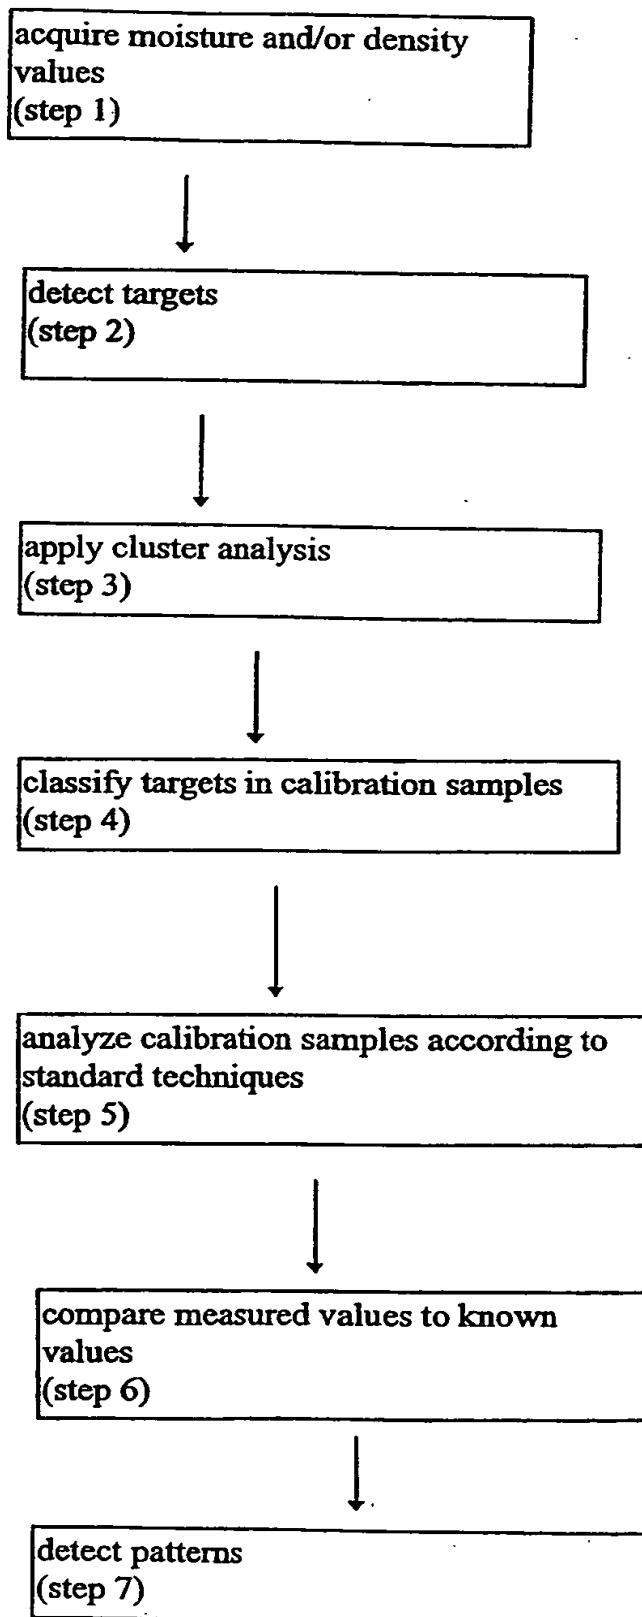 acquire moisture and/or density
values
(step 1)
detect targets
(step 2)
apply cluster analysis
(step 3)
classify targets in calibration samples
(step 4)
analyze calibration samples according to
standard techniques
(step 5)
compare measured values to known
values
(step 6)
detect patterns
(step 7)